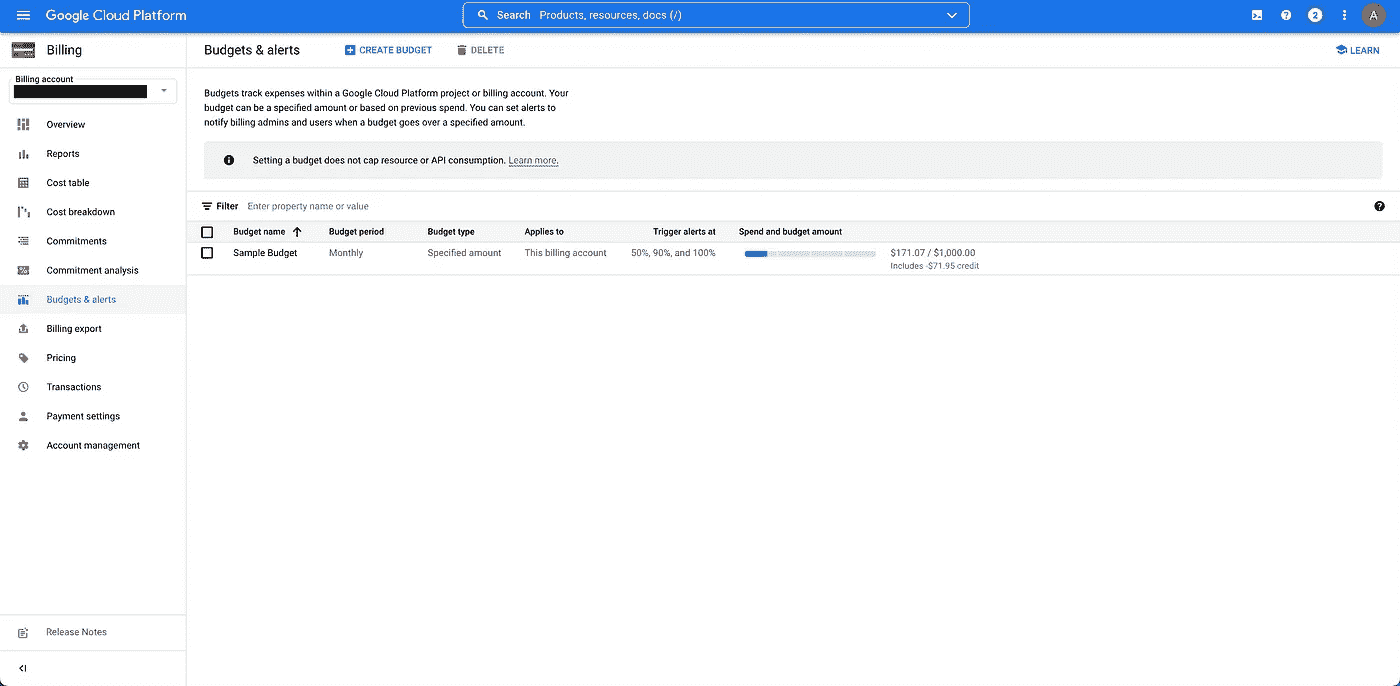 Google Cloud Platform
Search Products, resources, docs (/)
2
A
Billing
Budgets & alerts
CREATE BUDGET
DELETE
LEARN
Billing account
Overview
Reports
Cost table
Cost breakdown
Commitments
Commitment analysis
Budgets & alerts
Billing export
Pricing
Transactions
Payment settings
Account management
Release Notes
Budgets track expenses within a Google Cloud Platform project or billing account. Your
budget can be a specified amount or based on previous spend. You can set alerts to
notify billing admins and users when a budget goes over a specified amount.
Setting a budget does not cap resource or API consumption. Learn more.
Filter Enter property name or value
Budget name Budget period Budget type Applies to Trigger alerts at Spend and budget amount
Sample Budget Monthly Specified amount This billing account 50%, 90%, and 100% $171.07 / $1,000.00
Includes -$71.95 credit